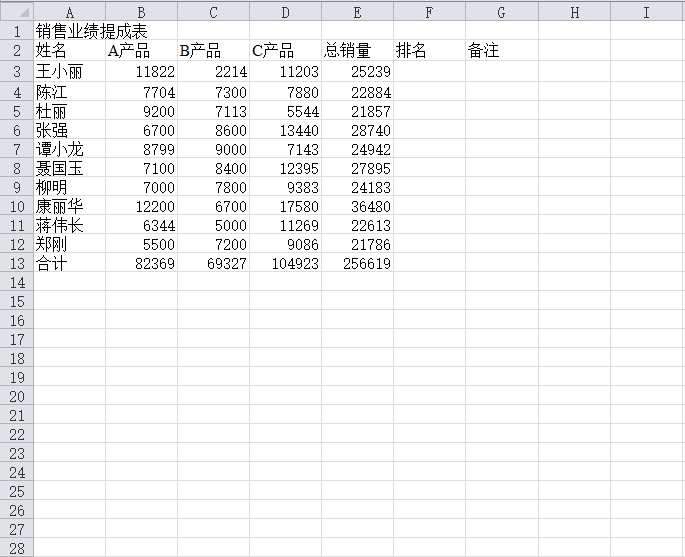 A B C D E F G H I
1 销售业绩提成表
2 姓名 A产品 B产品 C产品 总销量 排名 备注
3 王小丽 11822 2214 11203 25239
4 陈江 7704 7300 7880 22884
5 杜丽 9200 7113 5544 21857
6 张强 6700 8600 13440 28740
7 谭小龙 8799 9000 7143 24942
8 聂国玉 7100 8400 12395 27895
9 柳明 7000 7800 9383 24183
10 康丽华 12200 6700 17580 36480
11 蒋伟长 6344 5000 11269 22613
12 郑刚 5500 7200 9086 21786
13 合计 82369 69327 104923 256619
14
15
16
17
18
19
20
21
22
23
24
25
26
27
28